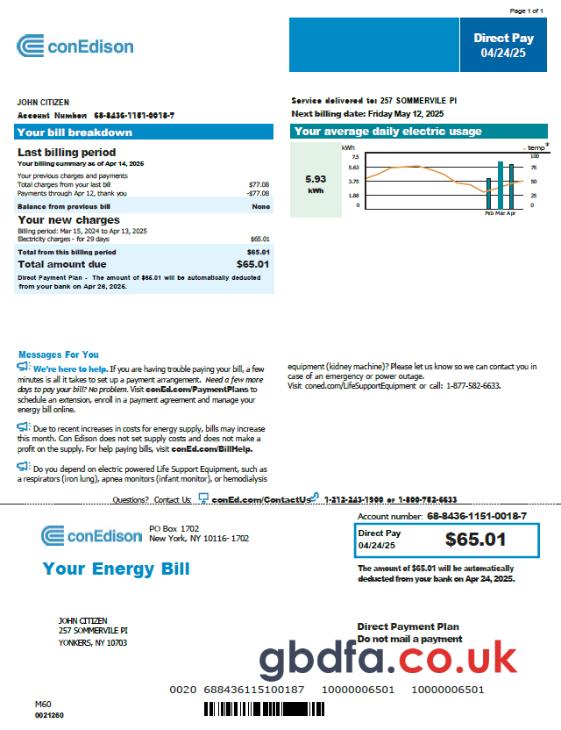 Page 1 of 1
conEdison
Direct Pay
04/24/25
JOHN CITIZEN
Account Number: 68-8436-1151-0018-7
Service delivered to: 257 SOMMERVILE PI
Next billing date: Friday May 12, 2025
Your bill breakdown
Last billing period
Your billing summary as of Apr 14, 2026
Your previous charges and payments
Total charges from your last bill $77.08
Payments through Apr 12, thank you -$77.08
Balance from previous bill None
Your new charges
Billing period: Mar 15, 2024 to Apr 13, 2025
Electricity charges - for 29 days $65.01
Total from this billing period $65.01
Total amount due $65.01
Direct Payment Plan - The amount of $65.01 will be automatically deducted
from your bank on Apr 26, 2026.
Your average daily electric usage
5.93
kWh
kWh
temp*
7.5
5.63
3.75
1.88
0
100
75
50
25
0
Feb Mar Apr
Messages For You
We're here to help. If you are having trouble paying your bill, a few
minutes is all it takes to set up a payment arrangement. Need a few more
days to pay your bill? No problem. Visit conEd.com/PaymentPlans to
schedule an extension, enroll in a payment agreement and manage your
energy bill online.
Due to recent increases in costs for energy supply, bills may increase
this month. Con Edison does not set supply costs and does not make a
profit on the supply. For help paying bills, visit conEd.com/BillHelp.
Do you depend on electric powered Life Support Equipment, such as
a respirators (iron lung), apnea monitors (infant monitor), or hemodialysis
equipment (kidney machine)? Please let us know so we can contact you in
case of an emergency or power outage.
Visit coned.com/LifeSupportEquipment or call: 1-877-582-6633.
Questions? Contact Us: conEd.com/ContactUs 1-212-243-1900 or 1-800-752-6633
conEdison
PO Box 1702
New York, NY 10116-1702
Account number: 68-8436-1151-0018-7
Direct Pay
04/24/25
$65.01
Your Energy Bill
The amount of $65.01 will be automatically
deducted from your bank on Apr 24, 2025.
JOHN CITIZEN
257 SOMMERVILE PI
YONKERS, NY 10703
Direct Payment Plan
Do not mail a payment
gbdfa.co.uk
0020 688436115100187 10000006501 10000006501
M60
0021260